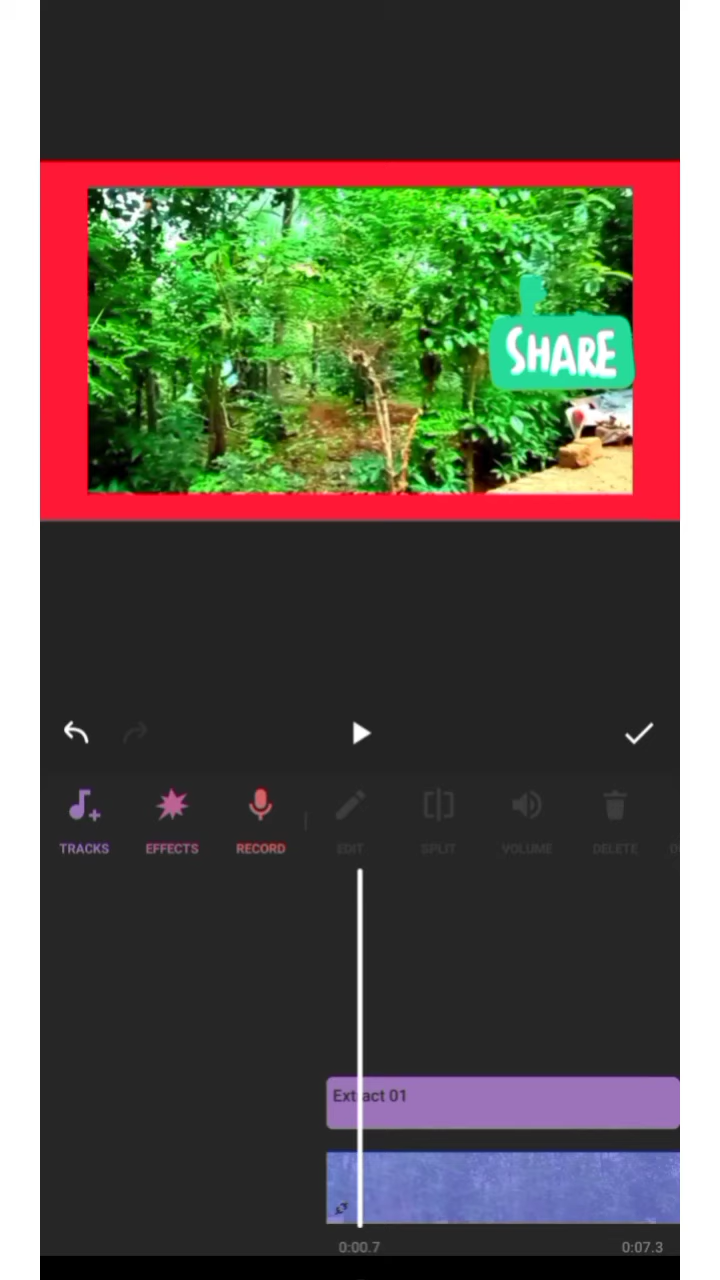 SHARE
TRACKS
EFFECTS
RECORD
EDIT
SPLIT
VOLUME
DELETE
Extract 01
0:00.7
0:07.3